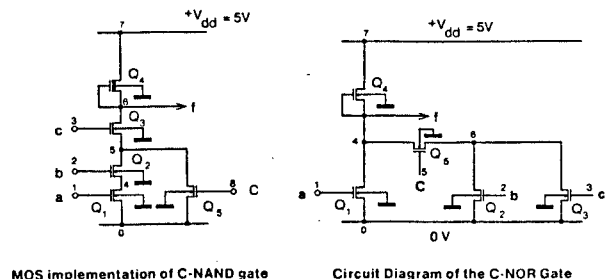 7
+Vdd = 5V
Q4
6
f
3
c
Q3
5
2
b
Q2
1
4
a
Q1
8
C
Q5
0
MOS implementation of C-NAND gate
7
+Vdd = 5V
Q4
f
4
6
Q5
5
C
1
a
Q1
2
b
Q2
3
c
Q3
0
0 V
Circuit Diagram of the C-NOR Gate